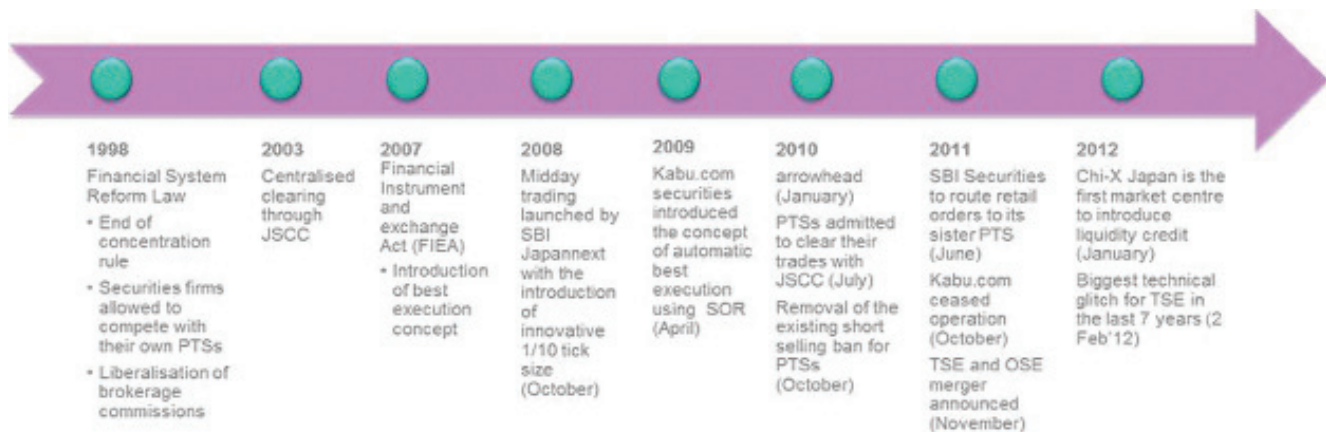 1998
Financial System
Reform Law
• End of
concentration
rule
• Securities firms
allowed to
compete with
their own PTSs
• Liberalisation of
brokerage
commissions
2003
Centralised
clearing
through
JSCC
2007
Financial
Instrument
and
exchange
Act (FIEA)
• Introduction
of best
execution
concept
2008
Midday
trading
launched by
SBI
Japannext
with the
introduction
of
innovative
1/10 tick
size
(October)
2009
Kabu.com
securities
introduced
the concept
of automatic
best
execution
using SOR
(April)
2010
arrowhead
(January)
PTSs admitted
to clear their
trades with
JSCC (July)
Removal of the
existing short
selling ban for
PTSs
(October)
2011
SBI Securities
to route retail
orders to its
sister PTS
(June)
Kabu.com
ceased
operation
(October)
TSE and OSE
merger
announced
(November)
2012
Chi-X Japan is the
first market centre
to introduce
liquidity credit
(January)
Biggest technical
glitch for TSE in
the last 7 years (2
Feb'12)